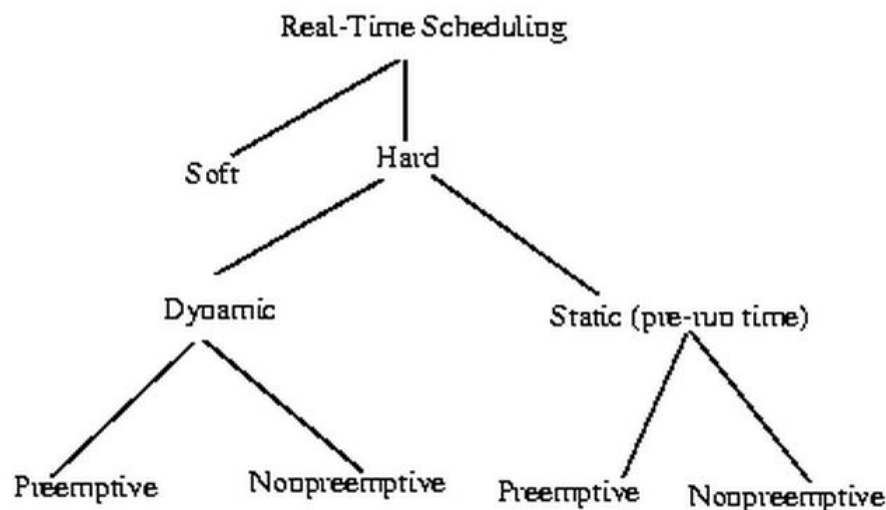 Real-Time Scheduling
Soft
Hard
Dynamic
Static (pre-run time)
Preemptive
Nonpreemptive
Preemptive
Nonpreemptive